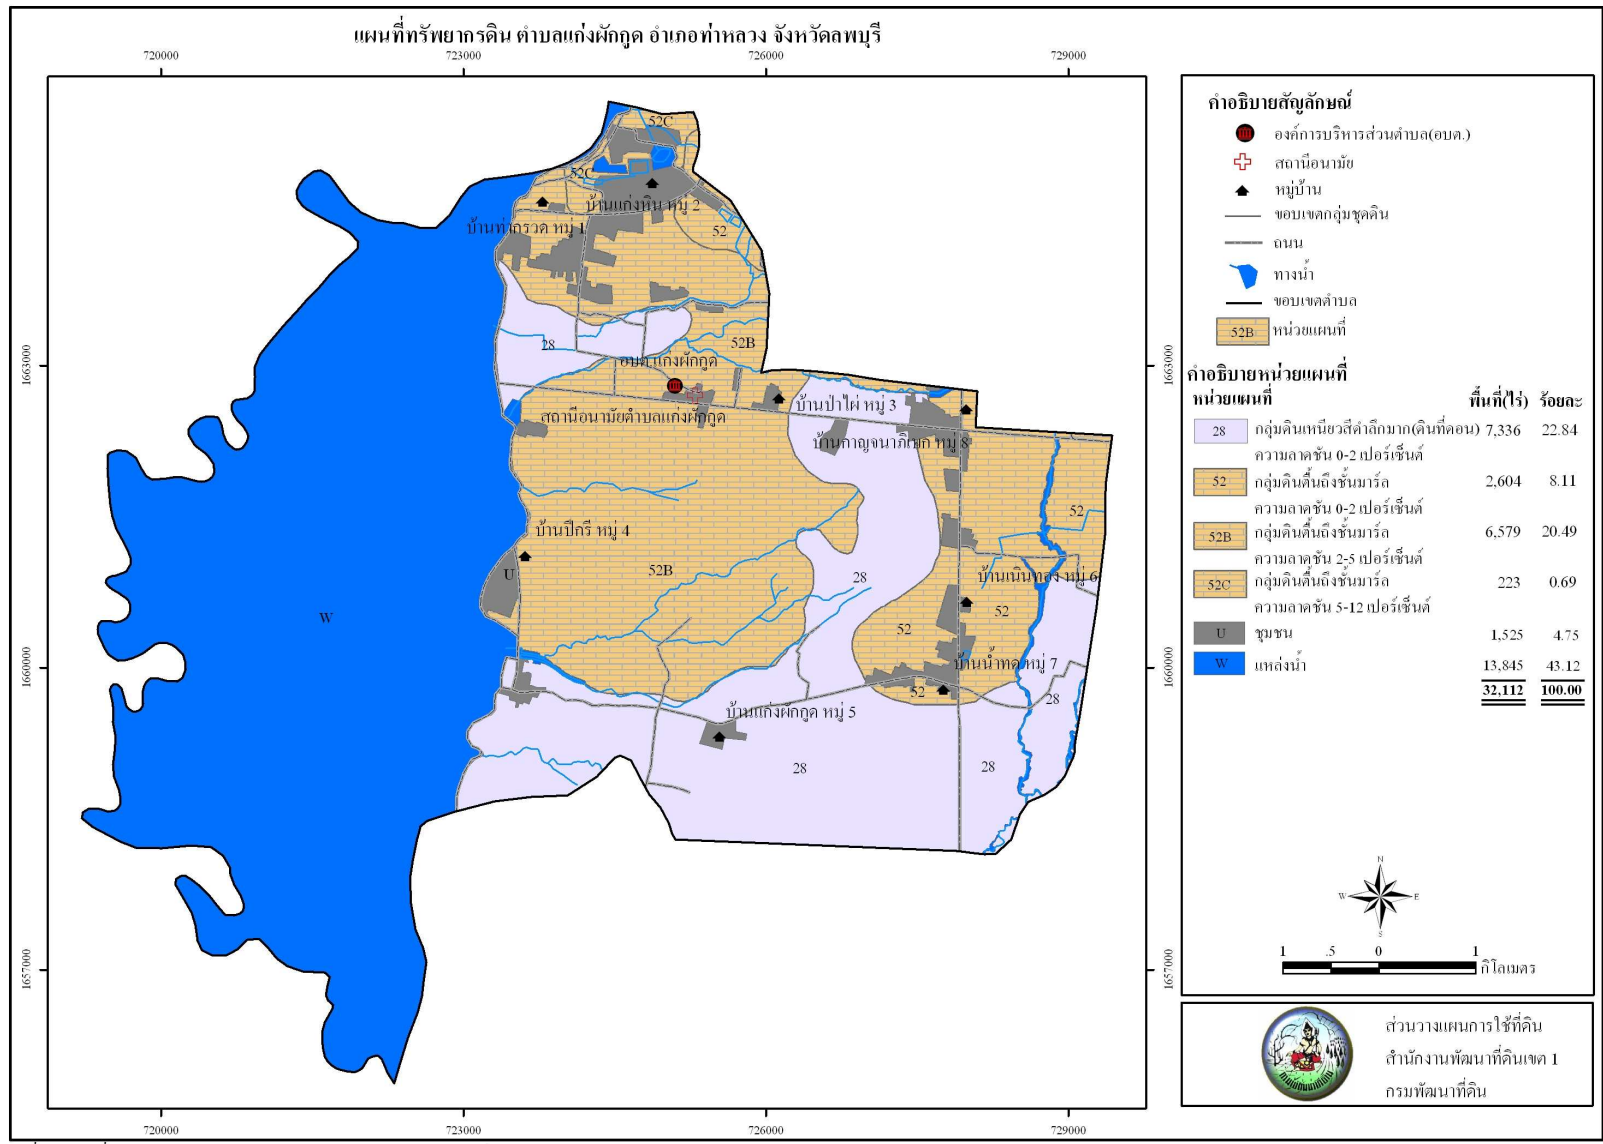 แผนที่ทรัพยากรดิน ตำบลแก่งผักกูด อำเภอท่าหลวง จังหวัดลพบุรี
720000 723000 726000 729000
1663000 1663000
1660000 1660000
1657000 1657000
52C
52C
บ้านแก่งหิน หมู่ 2
บ้านท่ากรวด หมู่ 1
52
28
52B
อบต.แก่งผักกูด
บ้านป่าไผ่ หมู่ 3
สถานีอนามัยตำบลแก่งผักกูด
บ้านกาญจนาภิเษก หมู่ 8
52
บ้านปึกรี หมู่ 4
U
52B
28
บ้านเนินทอง หมู่ 6
52
W
52
บ้านน้ำทด หมู่ 7
52
28
บ้านแก่งผักกูด หมู่ 5
28
28
720000 723000 726000 729000
คำอธิบายสัญลักษณ์
องค์การบริหารส่วนตำบล(อบต.)
สถานีอนามัย
หมู่บ้าน
ขอบเขตกลุ่มชุดดิน
ถนน
ทางน้ำ
ขอบเขตตำบล
52B หน่วยแผนที่
คำอธิบายหน่วยแผนที่
หน่วยแผนที่ พื้นที่(ไร่) ร้อยละ
28 กลุ่มดินเหนียวสีดำลึกมาก(ดินที่ดอน) 7,336 22.84
ความลาดชัน 0-2 เปอร์เซ็นต์
52 กลุ่มดินตื้นถึงชั้นมาร์ล 2,604 8.11
ความลาดชัน 0-2 เปอร์เซ็นต์
52B กลุ่มดินตื้นถึงชั้นมาร์ล 6,579 20.49
ความลาดชัน 2-5 เปอร์เซ็นต์
52C กลุ่มดินตื้นถึงชั้นมาร์ล 223 0.69
ความลาดชัน 5-12 เปอร์เซ็นต์
U ชุมชน 1,525 4.75
W แหล่งน้ำ 13,845 43.12
32,112 100.00
N
W E
S
1 .5 0 1
กิโลเมตร
ส่วนวางแผนการใช้ที่ดิน
สำนักงานพัฒนาที่ดินเขต 1
กรมพัฒนาที่ดิน